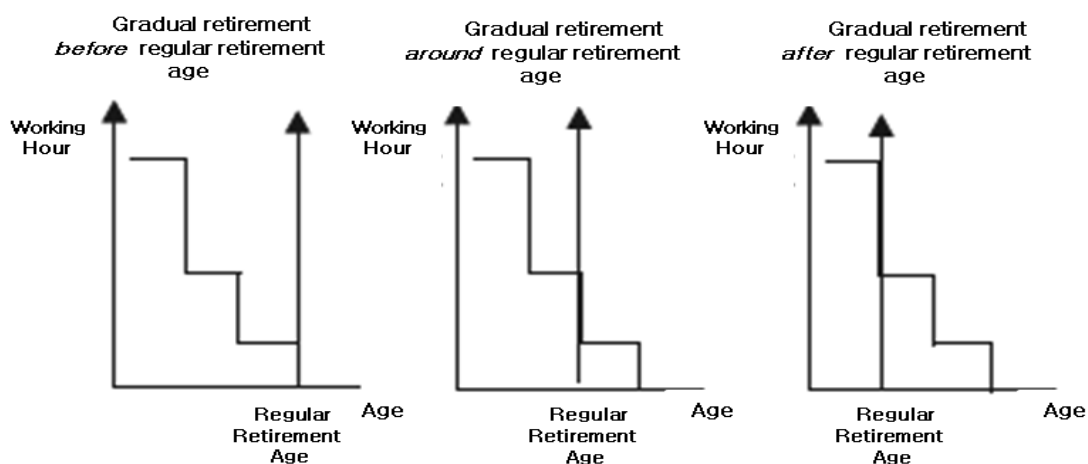 Gradual retirement
before regular retirement
age
Working
Hour
Regular
Retirement
Age
Age
Gradual retirement
around regular retirement
age
Working
Hour
Regular
Retirement
Age
Age
Gradual retirement
after regular retirement
age
Working
Hour
Regular
Retirement
Age
Age